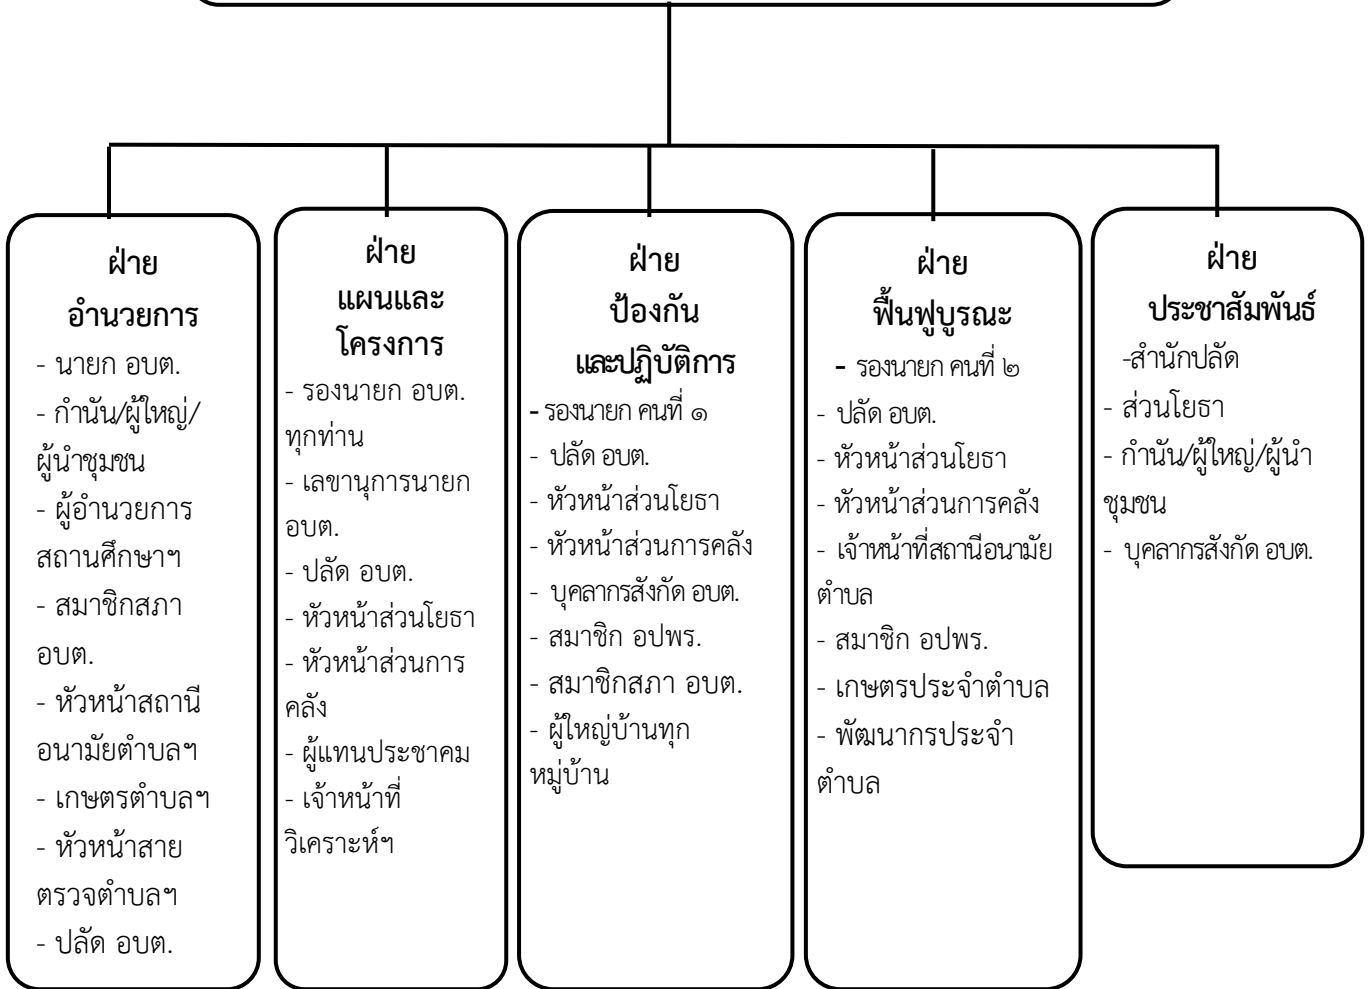 ฝ่าย
อำนวยการ
- นายก อบต.
- กำนัน/ผู้ใหญ่/
ผู้นำชุมชน
- ผู้อำนวยการ
สถานศึกษาฯ
- สมาชิกสภา
อบต.
- หัวหน้าสถานี
อนามัยตำบลฯ
- เกษตรตำบลฯ
- หัวหน้าสาย
ตรวจตำบลฯ
- ปลัด อบต.
ฝ่าย
แผนและ
โครงการ
- รองนายก อบต.
ทุกท่าน
- เลขานุการนายก
อบต.
- ปลัด อบต.
- หัวหน้าส่วนโยธา
- หัวหน้าส่วนการ
คลัง
- ผู้แทนประชาคม
- เจ้าหน้าที่
วิเคราะห์ฯ
ฝ่าย
ป้องกัน
และปฏิบัติการ
- รองนายก คนที่ ๑
- ปลัด อบต.
- หัวหน้าส่วนโยธา
- หัวหน้าส่วนการคลัง
- บุคลากรสังกัด อบต.
- สมาชิก อปพร.
- สมาชิกสภา อบต.
- ผู้ใหญ่บ้านทุก
หมู่บ้าน
ฝ่าย
ฟื้นฟูบูรณะ
- รองนายก คนที่ ๒
- ปลัด อบต.
- หัวหน้าส่วนโยธา
- หัวหน้าส่วนการคลัง
- เจ้าหน้าที่สถานีอนามัย
ตำบล
- สมาชิก อปพร.
- เกษตรประจำตำบล
- พัฒนากรประจำ
ตำบล
ฝ่าย
ประชาสัมพันธ์
-สำนักปลัด
- ส่วนโยธา
- กำนัน/ผู้ใหญ่/ผู้นำ
ชุมชน
- บุคลากรสังกัด อบต.